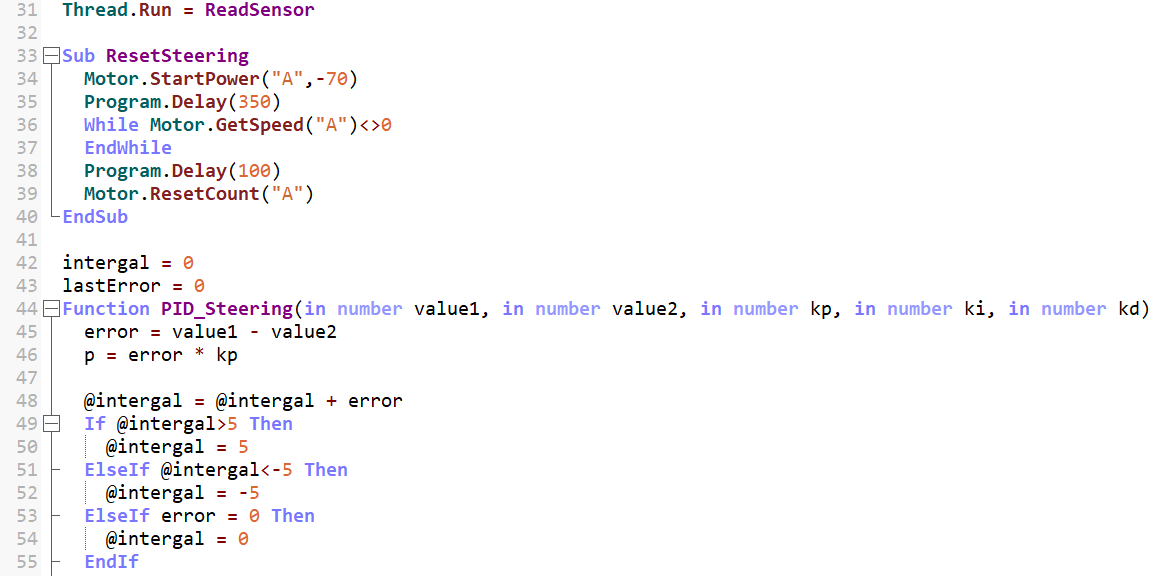 31 Thread.Run = ReadSensor
32
33 Sub ResetSteering
34 Motor.StartPower("A",-70)
35 Program.Delay(350)
36 While Motor.GetSpeed("A")<>0
37 EndWhile
38 Program.Delay(100)
39 Motor.ResetCount("A")
40 EndSub
41
42 intergal = 0
43 lastError = 0
44 Function PID_Steering(in number value1, in number value2, in number kp, in number ki, in number kd)
45 error = value1 - value2
46 p = error * kp
47
48 @intergal = @intergal + error
49 If @intergal>5 Then
50 @intergal = 5
51 ElseIf @intergal<-5 Then
52 @intergal = -5
53 ElseIf error = 0 Then
54 @intergal = 0
55 EndIf